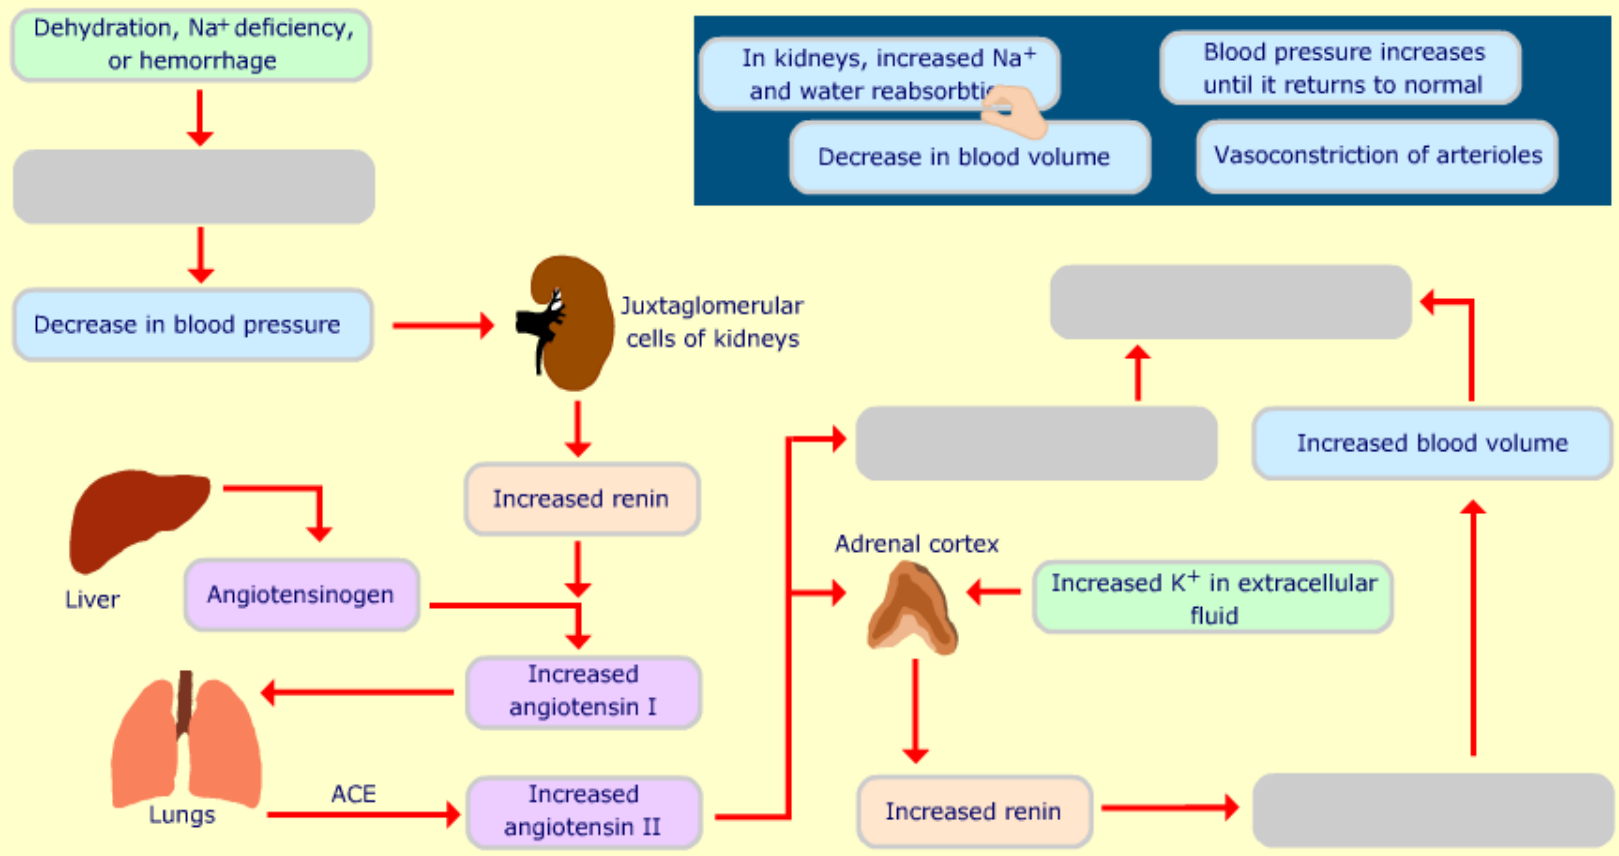 Dehydration, Na+ deficiency,
or hemorrhage
In kidneys, increased Na+
and water reabsorbti
Blood pressure increases
until it returns to normal
Decrease in blood volume
Vasoconstriction of arterioles
Decrease in blood pressure
Juxtaglomerular
cells of kidneys
Increased blood volume
Increased renin
Liver
Angiotensinogen
Adrenal cortex
Increased K+ in extracellular
fluid
Increased
angiotensin I
Lungs
ACE
Increased
angiotensin II
Increased renin